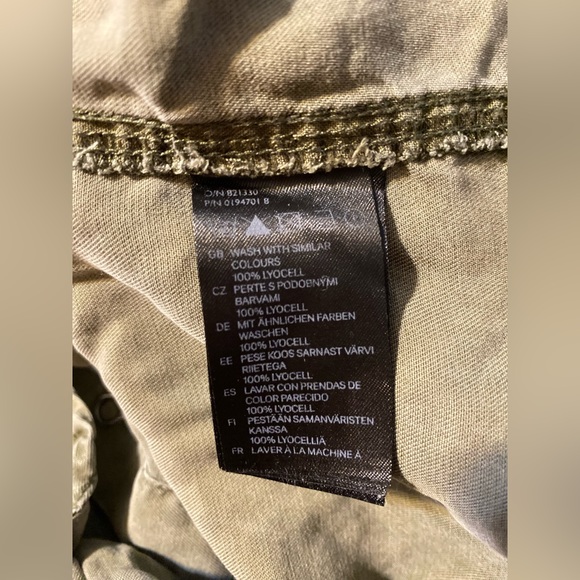 O/N 821330
P/N 0194701 8
GB WASH WITH SIMILAR
COLOURS
100% LYOCELL
CZ PERTE S PODOBNÝMI
BARVAMI
100% LYOCELL
DE MIT ÄHNLICHEN FARBEN
WASCHEN
100% LYOCELL
EE PESE KOOS SARNAST VÄRVI
RIIETEGA
100% LYOCELL
ES LAVAR CON PRENDAS DE
COLOR PARECIDO
100% LYOCELL
FI PESTÄÄN SAMANVÄRISTEN
KANSSA
100% LYOCELLIÄ
FR LAVER À LA MACHINE À